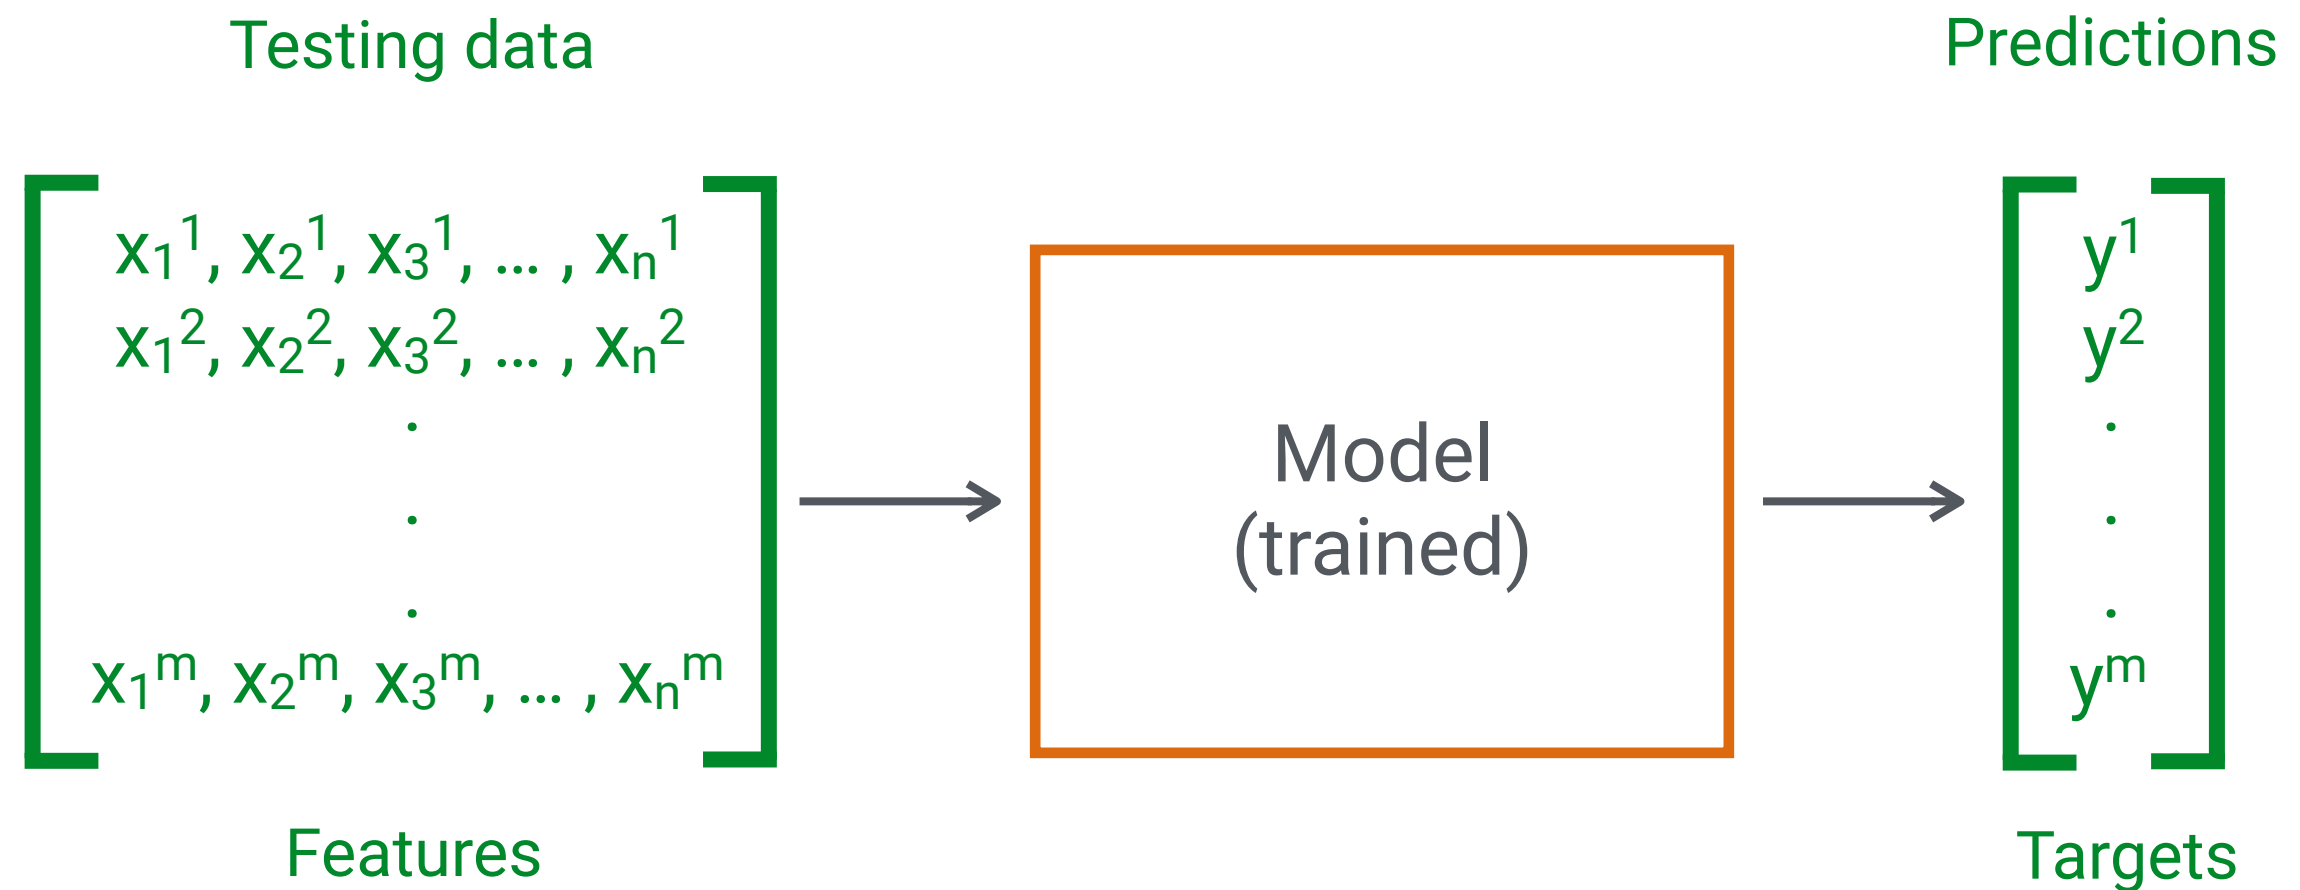 Testing data
Predictions
x₁¹, x₂¹, x₃¹, ... , xₙ¹
x₁², x₂², x₃², ... , xₙ²
.
.
.
x₁ᵐ, x₂ᵐ, x₃ᵐ, ... , xₙᵐ
Features
Model
(trained)
y¹
y²
.
.
.
yᵐ
Targets